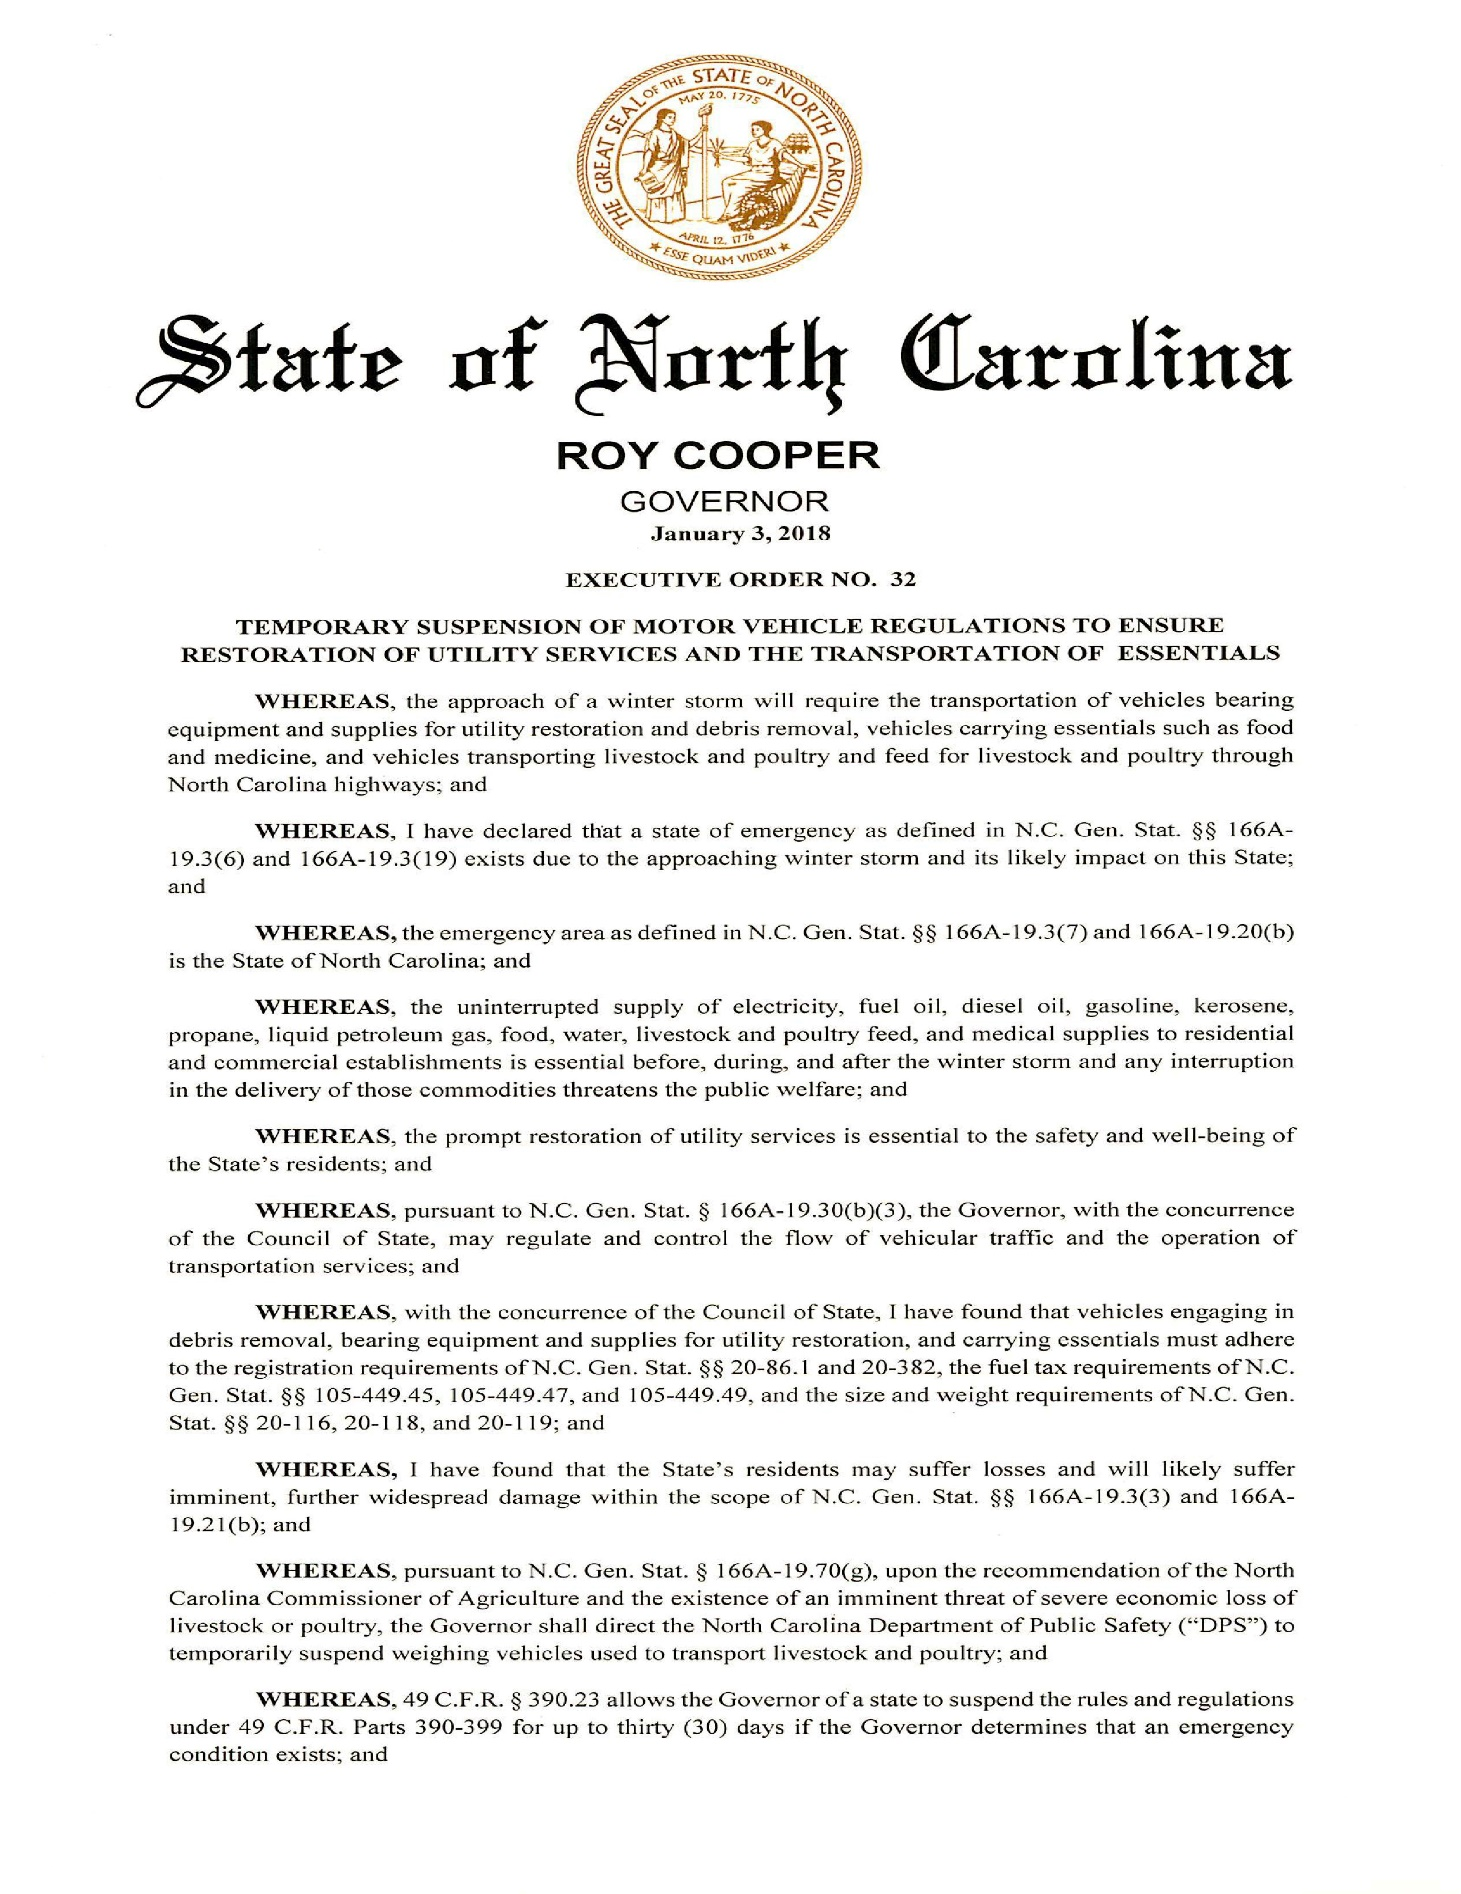 THE GREAT SEAL OF THE STATE OF NORTH CAROLINA
MAY 20, 1775
APRIL 12, 1776
★ ESSE QUAM VIDERI ★
State of North Carolina
ROY COOPER
GOVERNOR
January 3, 2018
EXECUTIVE ORDER NO. 32
TEMPORARY SUSPENSION OF MOTOR VEHICLE REGULATIONS TO ENSURE
RESTORATION OF UTILITY SERVICES AND THE TRANSPORTATION OF ESSENTIALS
WHEREAS, the approach of a winter storm will require the transportation of vehicles bearing
equipment and supplies for utility restoration and debris removal, vehicles carrying essentials such as food
and medicine, and vehicles transporting livestock and poultry and feed for livestock and poultry through
North Carolina highways; and
WHEREAS, I have declared that a state of emergency as defined in N.C. Gen. Stat. §§ 166A-
19.3(6) and 166A-19.3(19) exists due to the approaching winter storm and its likely impact on this State;
and
WHEREAS, the emergency area as defined in N.C. Gen. Stat. §§ 166A-19.3(7) and 166A-19.20(b)
is the State of North Carolina; and
WHEREAS, the uninterrupted supply of electricity, fuel oil, diesel oil, gasoline, kerosene,
propane, liquid petroleum gas, food, water, livestock and poultry feed, and medical supplies to residential
and commercial establishments is essential before, during, and after the winter storm and any interruption
in the delivery of those commodities threatens the public welfare; and
WHEREAS, the prompt restoration of utility services is essential to the safety and well-being of
the State's residents; and
WHEREAS, pursuant to N.C. Gen. Stat. § 166A-19.30(b)(3), the Governor, with the concurrence
of the Council of State, may regulate and control the flow of vehicular traffic and the operation of
transportation services; and
WHEREAS, with the concurrence of the Council of State, I have found that vehicles engaging in
debris removal, bearing equipment and supplies for utility restoration, and carrying essentials must adhere
to the registration requirements of N.C. Gen. Stat. §§ 20-86.1 and 20-382, the fuel tax requirements of N.C.
Gen. Stat. §§ 105-449.45, 105-449.47, and 105-449.49, and the size and weight requirements of N.C. Gen.
Stat. §§ 20-116, 20-118, and 20-119; and
WHEREAS, I have found that the State's residents may suffer losses and will likely suffer
imminent, further widespread damage within the scope of N.C. Gen. Stat. §§ 166A-19.3(3) and 166A-
19.21(b); and
WHEREAS, pursuant to N.C. Gen. Stat. § 166A-19.70(g), upon the recommendation of the North
Carolina Commissioner of Agriculture and the existence of an imminent threat of severe economic loss of
livestock or poultry, the Governor shall direct the North Carolina Department of Public Safety ("DPS") to
temporarily suspend weighing vehicles used to transport livestock and poultry; and
WHEREAS, 49 C.F.R. § 390.23 allows the Governor of a state to suspend the rules and regulations
under 49 C.F.R. Parts 390-399 for up to thirty (30) days if the Governor determines that an emergency
condition exists; and